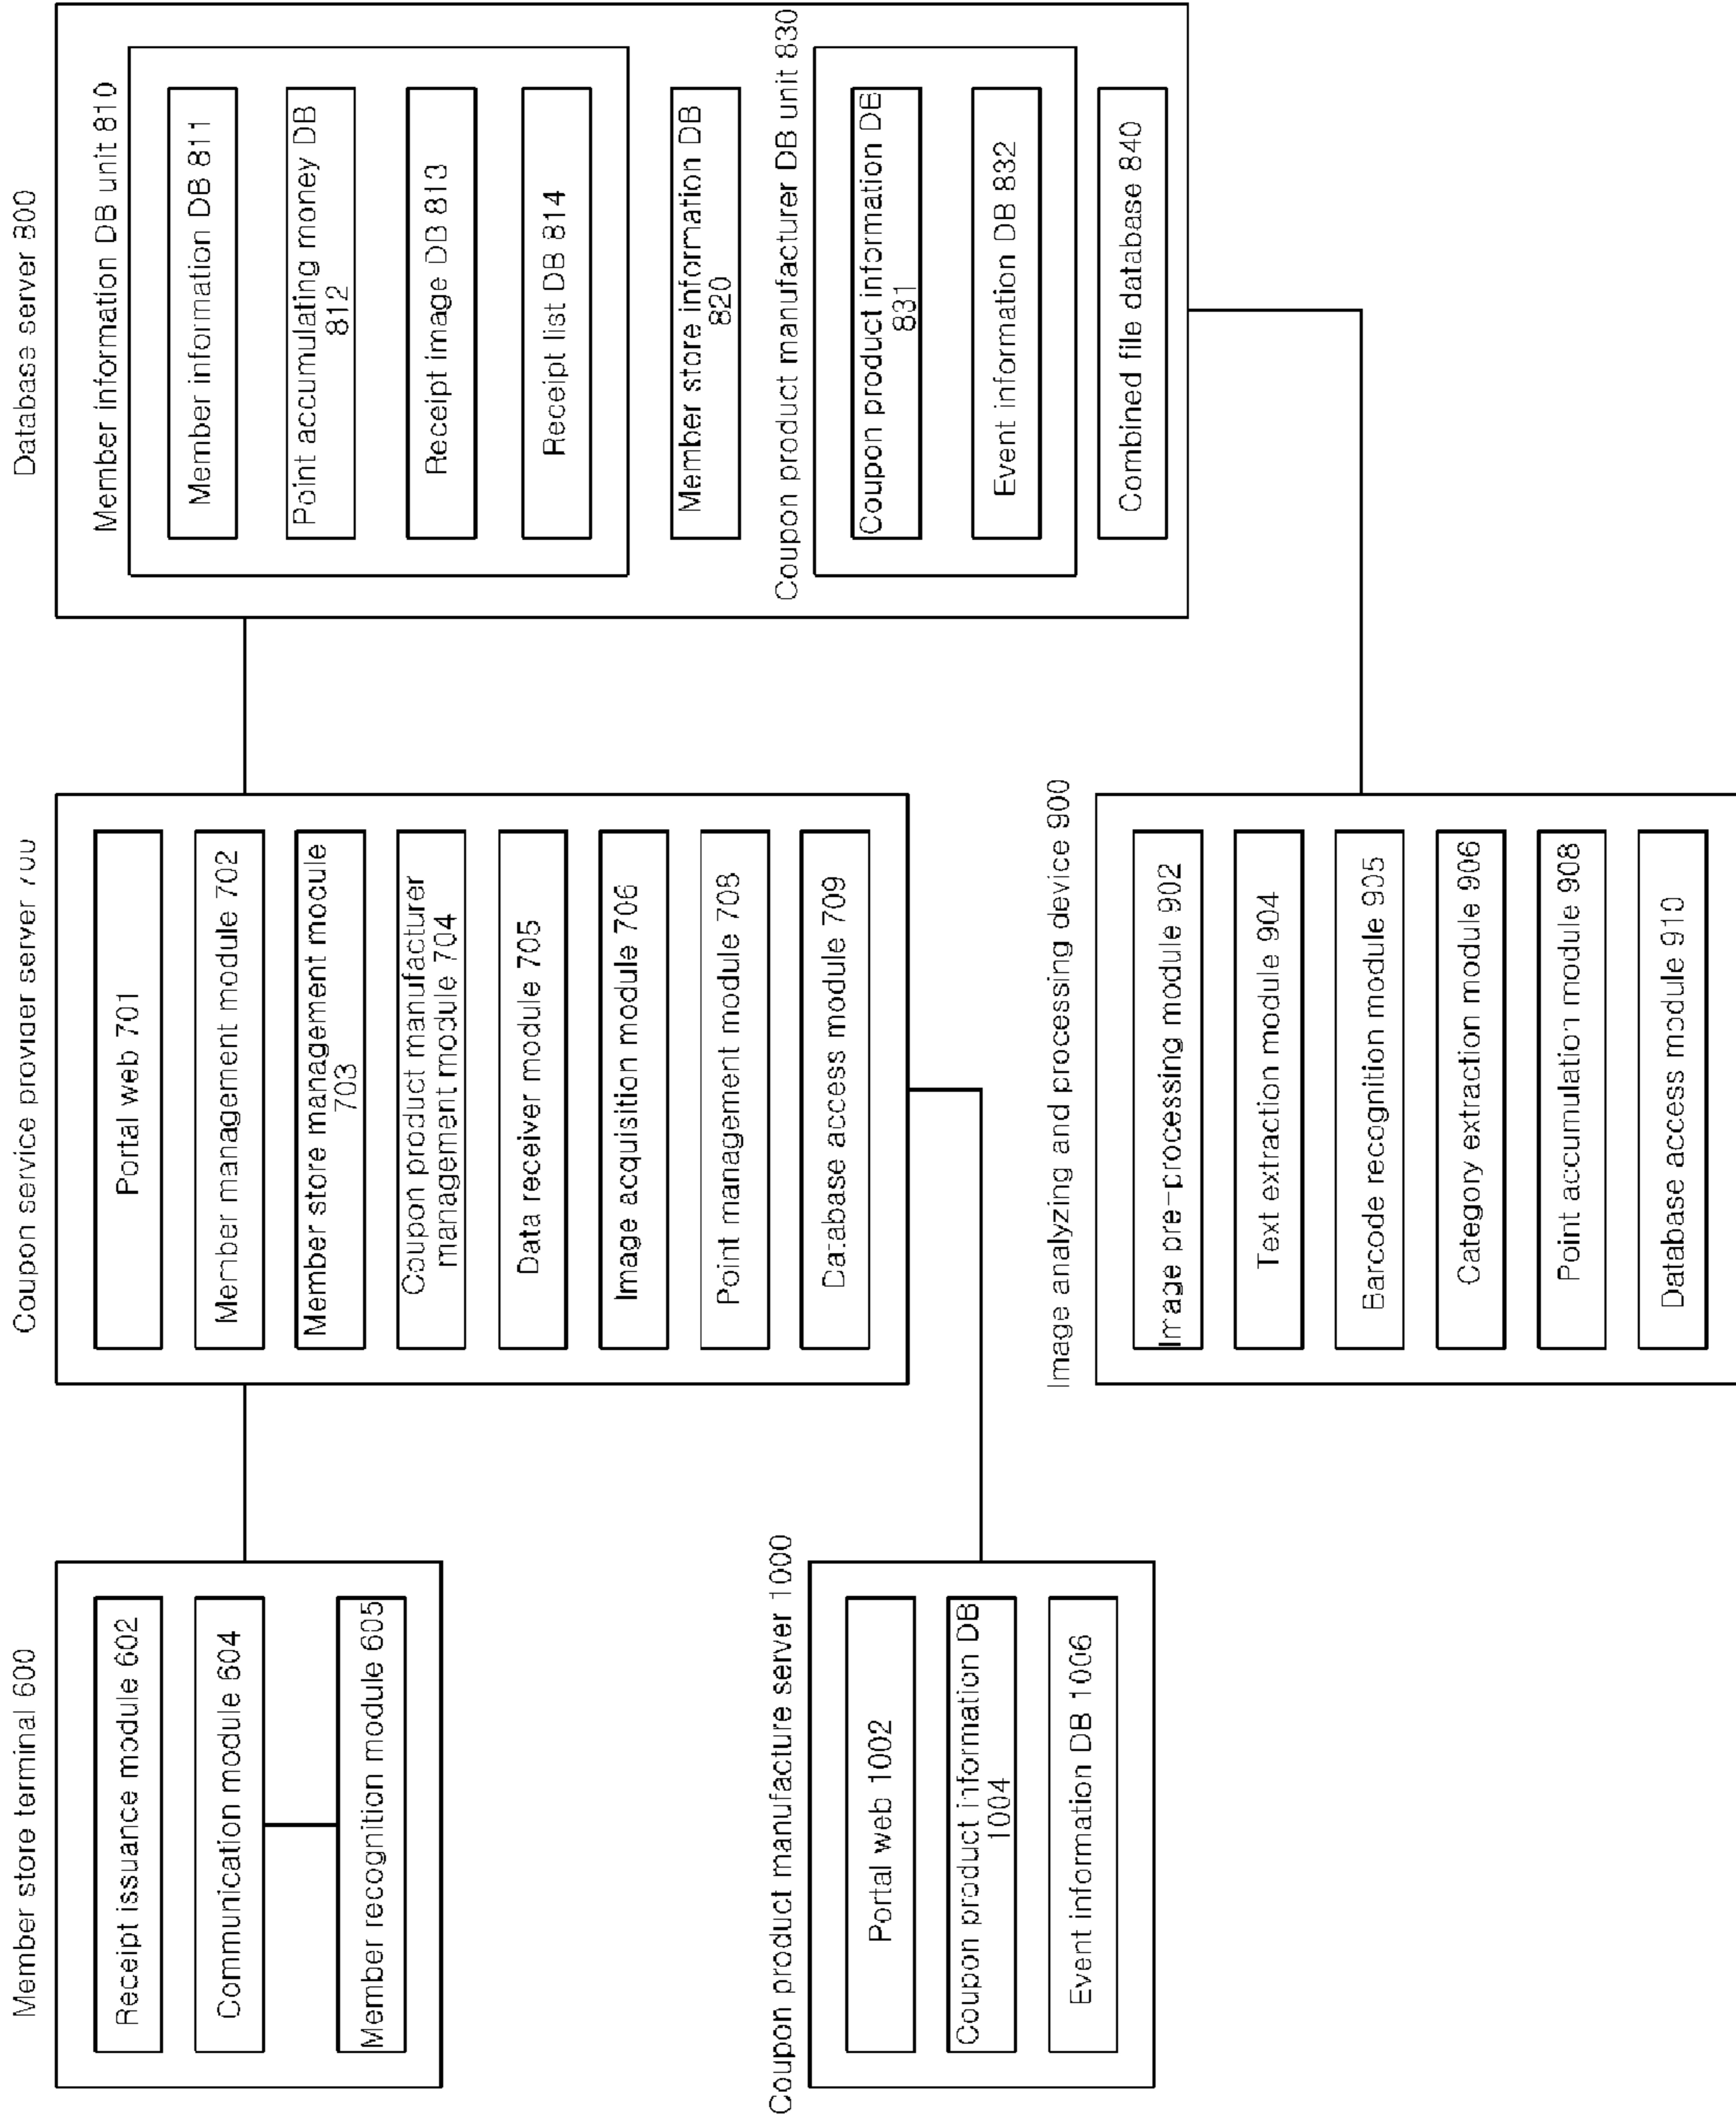 Member store terminal 600
Receipt issuance module 602
Communication module 604
Member recognition module 605
Coupon product manufacture server 1000
Portal web 1002
Coupon product information DB
1004
Event information DB 1006
Coupon service provider server 700
Portal web 701
Member management module 702
Member store management module
703
Coupon product manufacturer
management module 704
Data receiver module 705
Image acquisition module 706
Point management module 708
Database access module 709
Image analyzing and processing device 900
Image pre-processing module 902
Text extraction module 904
Barcode recognition module 905
Category extraction module 906
Point accumulation module 908
Database access module 910
Database server 800
Member information DB unit 810
Member information DB 811
Point accumulating money DB
812
Receipt image DB 813
Receipt list DB 814
Member store information DB
820
Coupon product manufacturer DB unit 830
Coupon product information DB
831
Event information DB 832
Combined file database 840